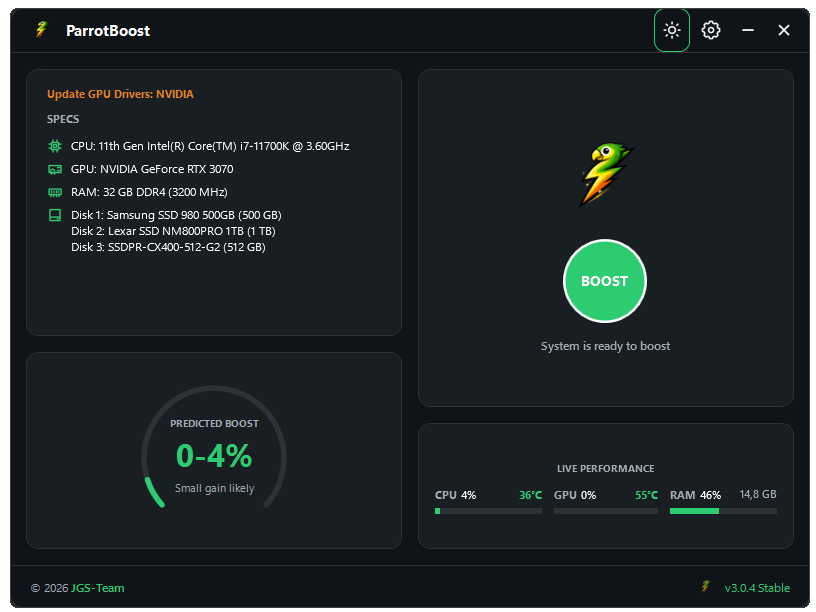 ParrotBoost
Update GPU Drivers: NVIDIA
SPECS
CPU: 11th Gen Intel(R) Core(TM) i7-11700K @ 3.60GHz
GPU: NVIDIA GeForce RTX 3070
RAM: 32 GB DDR4 (3200 MHz)
Disk 1: Samsung SSD 980 500GB (500 GB)
Disk 2: Lexar SSD NM800PRO 1TB (1 TB)
Disk 3: SSDPR-CX400-512-G2 (512 GB)
BOOST
System is ready to boost
PREDICTED BOOST
0-4%
Small gain likely
LIVE PERFORMANCE
CPU 4% 36°C GPU 0% 55°C RAM 46% 14,8 GB
© 2026 JGS-Team v3.0.4 Stable